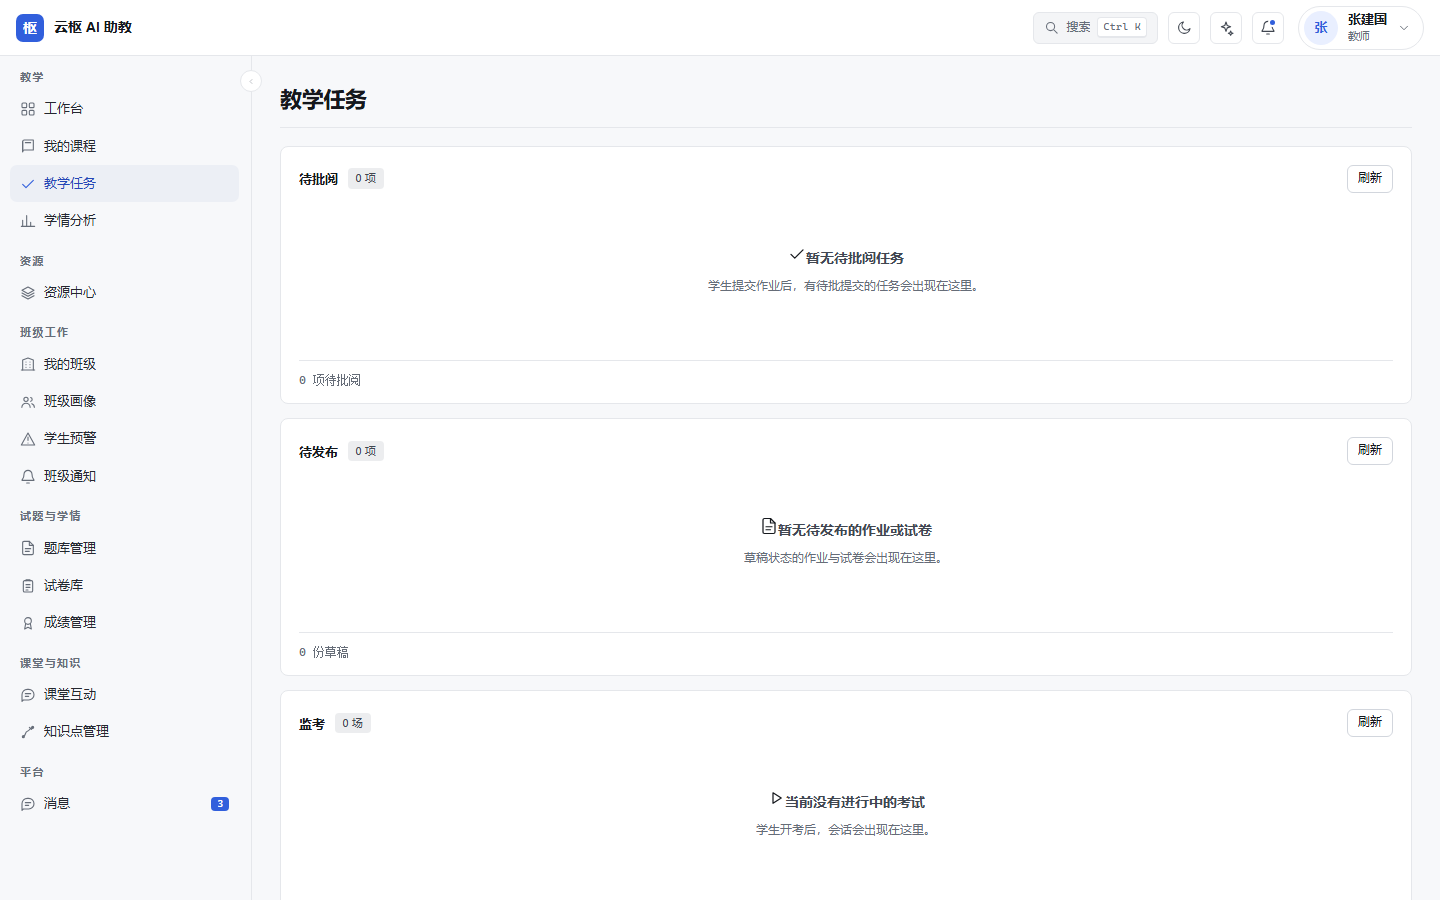 枢 云枢 AI 助教
搜索 Ctrl K
张 张建国
教师
教学
工作台
我的课程
教学任务
学情分析
资源
资源中心
班级工作
我的班级
班级画像
学生预警
班级通知
试题与学情
题库管理
试卷库
成绩管理
课堂与知识
课堂互动
知识点管理
平台
消息 3
教学任务
待批阅 0 项 刷新
暂无待批阅任务
学生提交作业后，有待批提交的任务会出现在这里。
0 项待批阅
待发布 0 项 刷新
暂无待发布的作业或试卷
草稿状态的作业与试卷会出现在这里。
0 份草稿
监考 0 场 刷新
当前没有进行中的考试
学生开考后，会话会出现在这里。